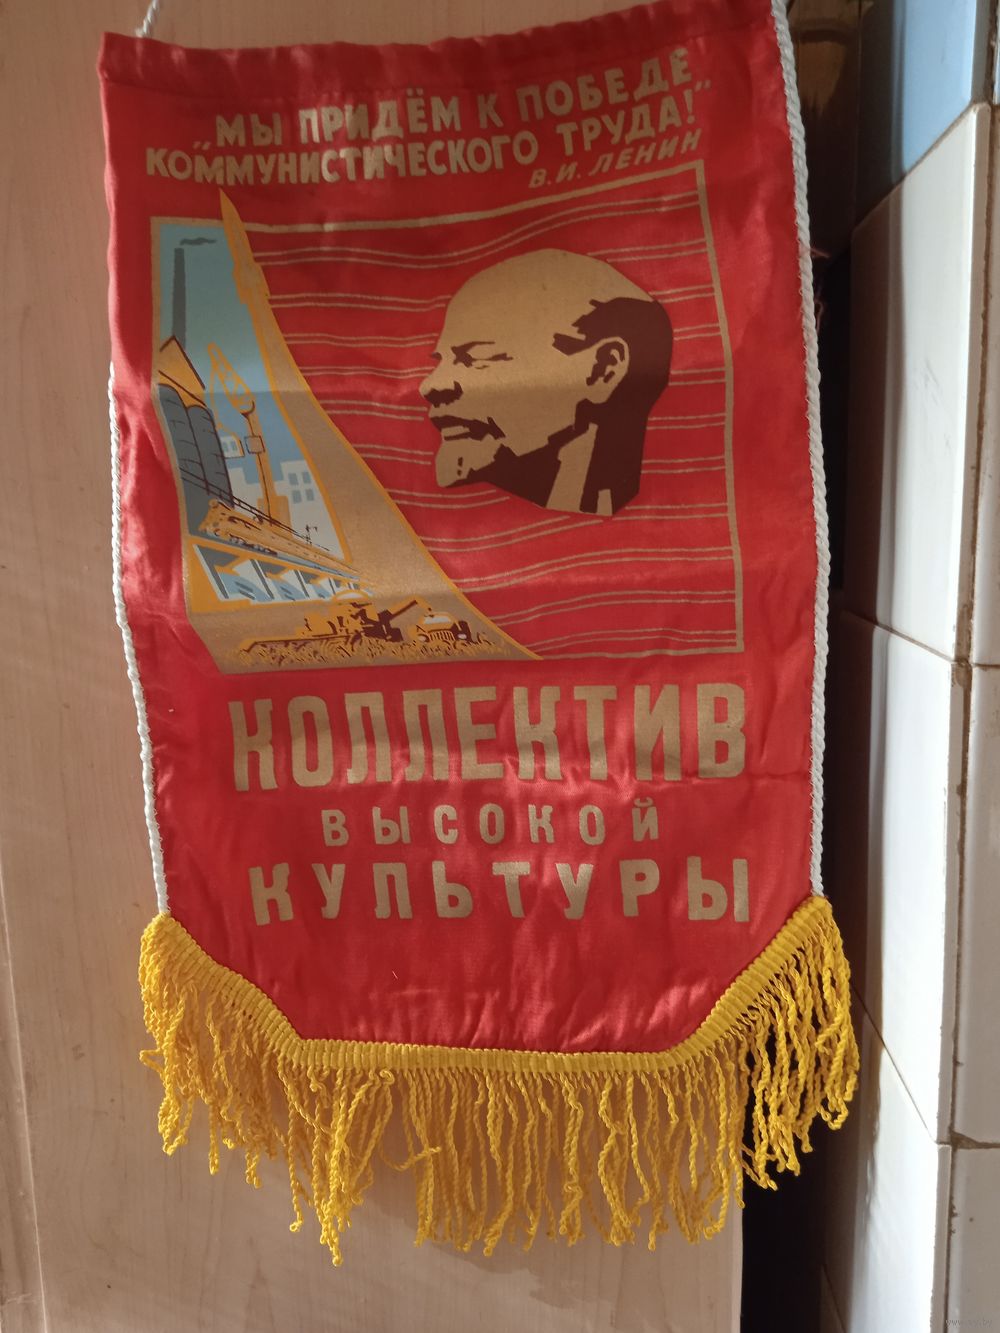 „МЫ ПРИДЁМ К ПОБЕДЕ
КОММУНИСТИЧЕСКОГО ТРУДА!”
В.И. ЛЕНИН
КОЛЛЕКТИВ
ВЫСОКОЙ
КУЛЬТУРЫ